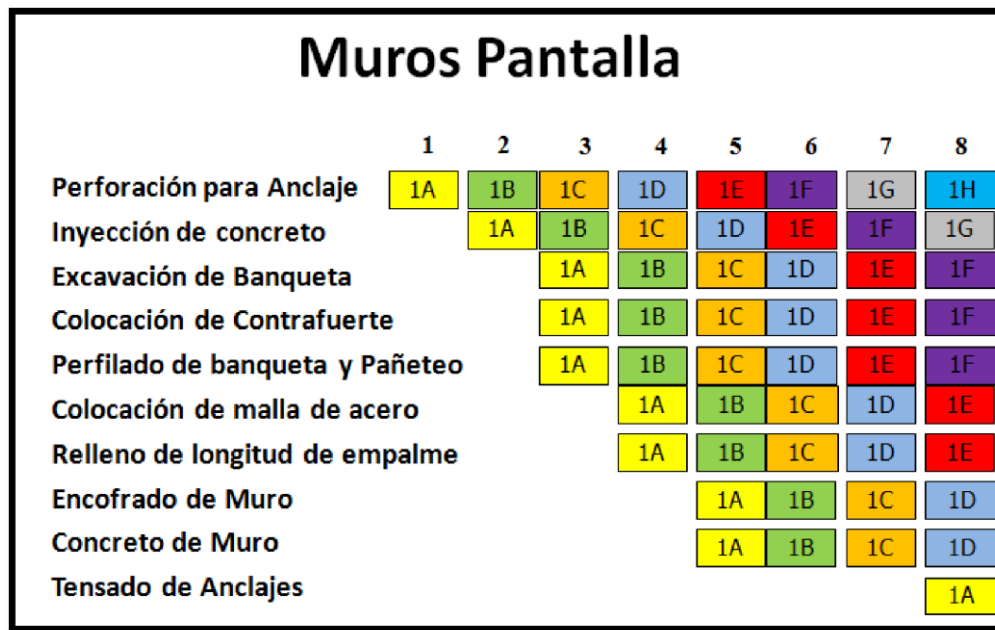 Muros Pantalla
1 2 3 4 5 6 7 8
Perforación para Anclaje 1A 1B 1C 1D 1E 1F 1G 1H
Inyección de concreto 1A 1B 1C 1D 1E 1F 1G
Excavación de Banqueta 1A 1B 1C 1D 1E 1F
Colocación de Contrafuerte 1A 1B 1C 1D 1E 1F
Perfilado de banqueta y Pañeteo 1A 1B 1C 1D 1E 1F
Colocación de malla de acero 1A 1B 1C 1D 1E
Relleno de longitud de empalme 1A 1B 1C 1D 1E
Encofrado de Muro 1A 1B 1C 1D
Concreto de Muro 1A 1B 1C 1D
Tensado de Anclajes 1A